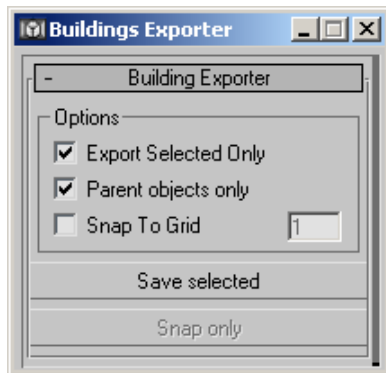 Buildings Exporter
- Building Exporter
Options
Export Selected Only
Parent objects only
Snap To Grid 1
Save selected
Snap only